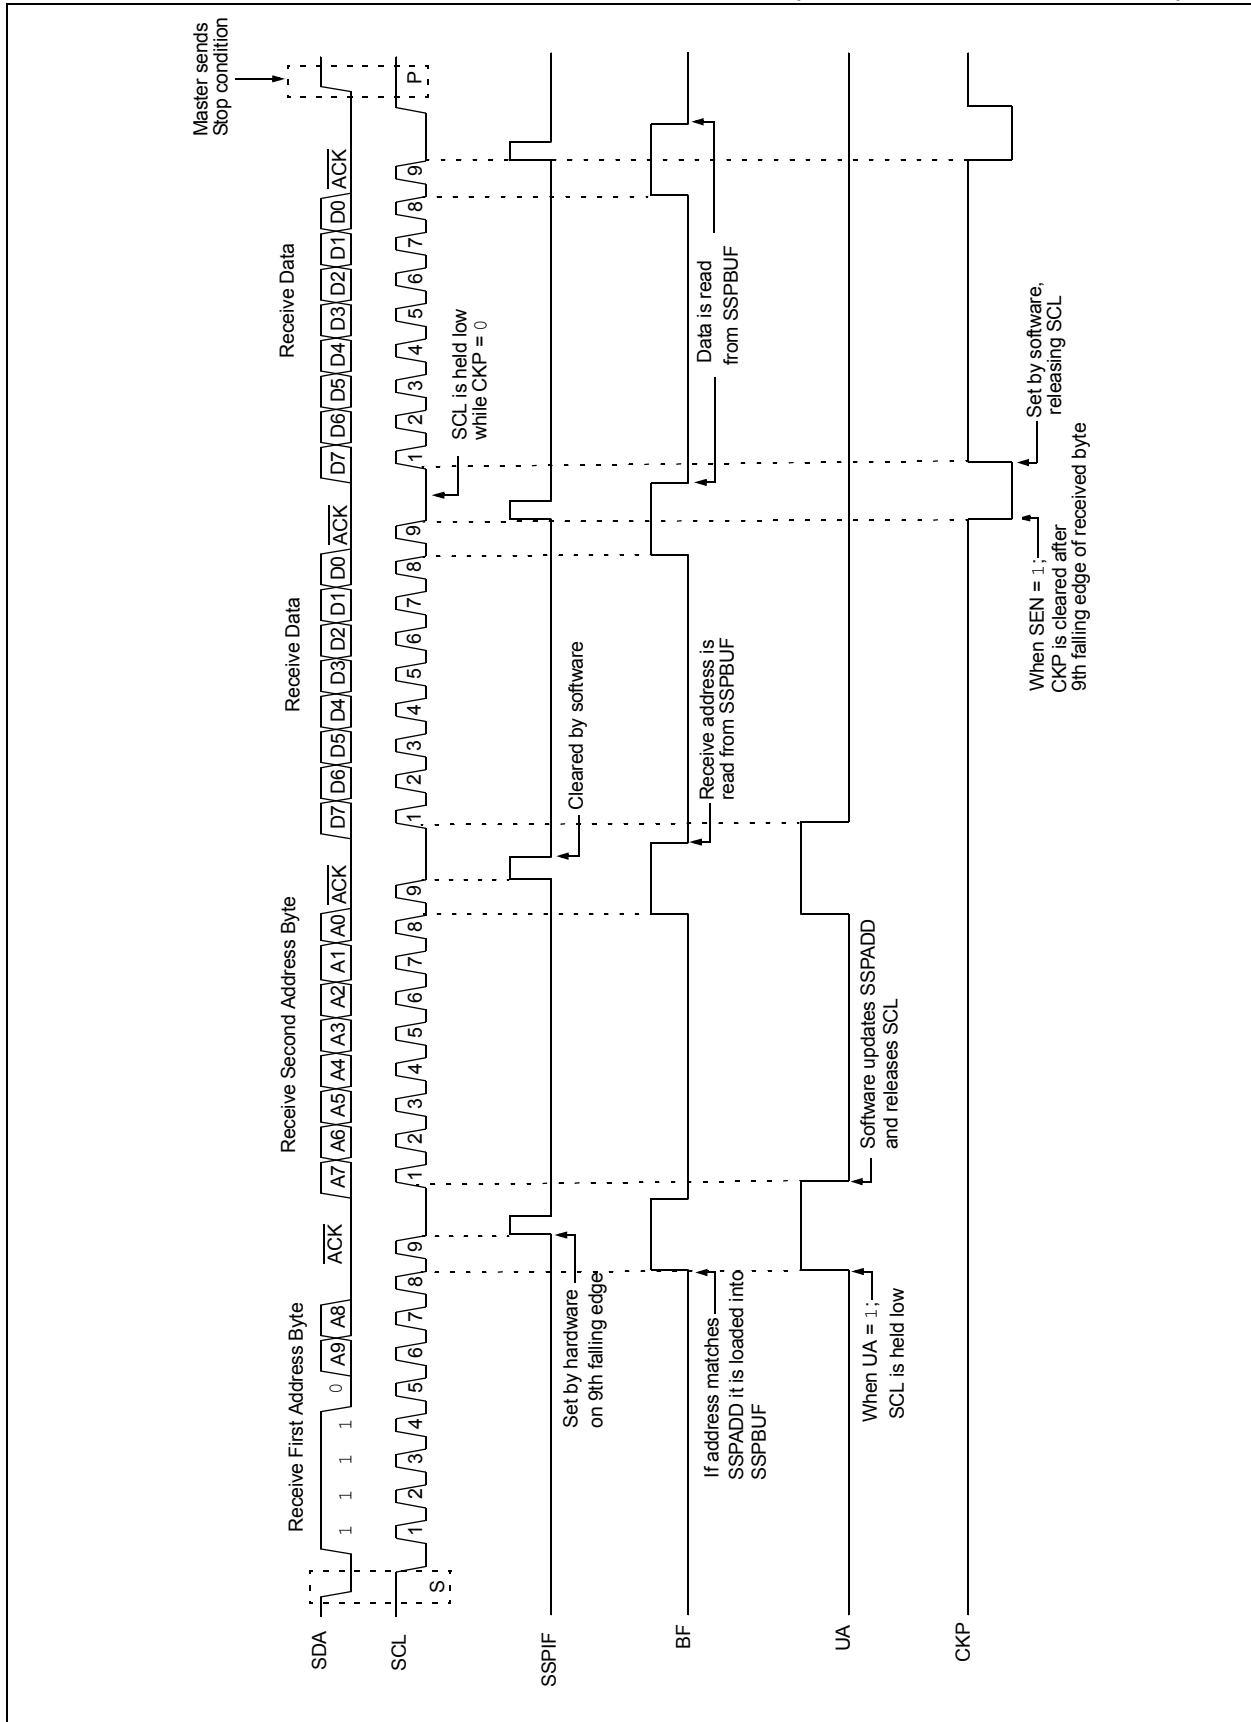 Master sends
Stop condition
Receive First Address Byte
Receive Second Address Byte
Receive Data
Receive Data
SDA
1 1 1 1 0 A9 A8 ACK
A7 A6 A5 A4 A3 A2 A1 A0 ACK
D7 D6 D5 D4 D3 D2 D1 D0 ACK
D7 D6 D5 D4 D3 D2 D1 D0 ACK
SCL
S
1 2 3 4 5 6 7 8 9
1 2 3 4 5 6 7 8 9
1 2 3 4 5 6 7 8 9
1 2 3 4 5 6 7 8 9
P
SCL is held low
while CKP = 0
SSPIF
Set by hardware
on 9th falling edge
Cleared by software
BF
If address matches
SSPADD it is loaded into
SSPBUF
Receive address is
read from SSPBUF
Data is read
from SSPBUF
UA
When UA = 1;
SCL is held low
Software updates SSPADD
and releases SCL
CKP
When SEN = 1;
CKP is cleared after
9th falling edge of received byte
Set by software,
releasing SCL